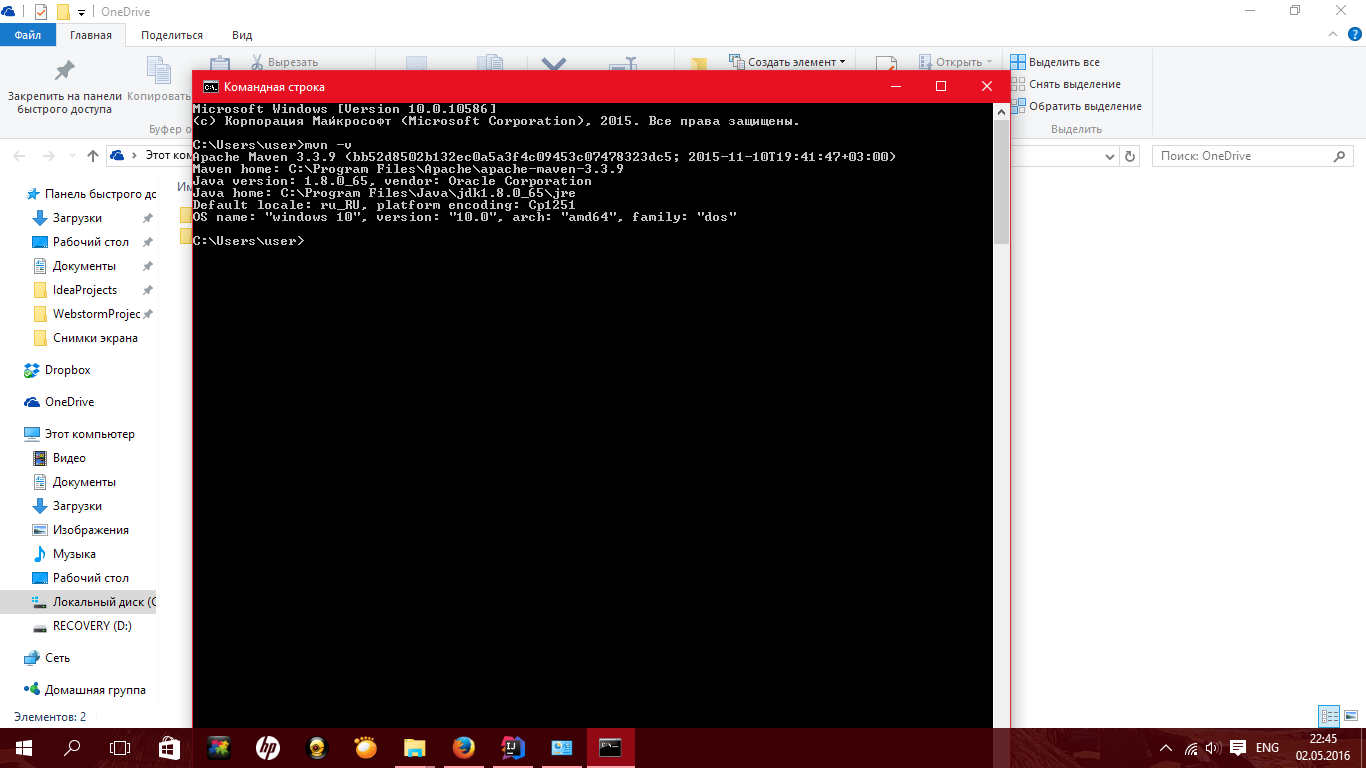 OneDrive
Файл Главная Поделиться Вид
Закрепить на панели быстрого доступа
Копировать
Вырезать
Буфер о
Создать элемент
Открыть
Выделить все
Снять выделение
Обратить выделение
Выделить
Этот ком
Поиск: OneDrive
Панель быстрого до
Загрузки
Рабочий стол
Документы
IdeaProjects
WebstormProjec
Снимки экрана
Dropbox
OneDrive
Этот компьютер
Видео
Документы
Загрузки
Изображения
Музыка
Рабочий стол
Локальный диск (C
RECOVERY (D:)
Сеть
Домашняя группа
Элементов: 2
Командная строка
Microsoft Windows [Version 10.0.10586]
(c) Корпорация Майкрософт (Microsoft Corporation), 2015. Все права защищены.
C:\Users\user>mvn -v
Apache Maven 3.3.9 (bb52d8502b132ec0a5a3f4c09453c07478323dc5; 2015-11-10T19:41:47+03:00)
Maven home: C:\Program Files\Apache\apache-maven-3.3.9
Java version: 1.8.0_65, vendor: Oracle Corporation
Java home: C:\Program Files\Java\jdk1.8.0_65\jre
Default locale: ru_RU, platform encoding: Cp1251
OS name: "windows 10", version: "10.0", arch: "amd64", family: "dos"
C:\Users\user>
ENG
22:45
02.05.2016